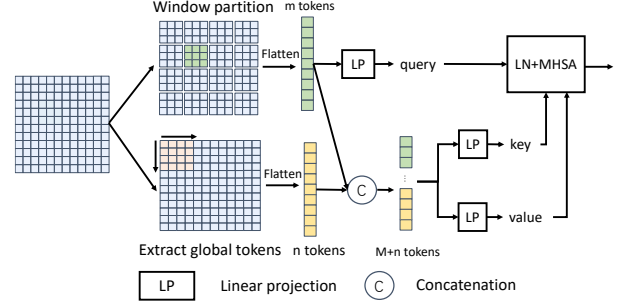 Window partition
m tokens
Flatten
LP
query
LN+MHSA
Flatten
C
LP
key
LP
value
Extract global tokens
n tokens
M+n tokens
LP
Linear projection
C
Concatenation